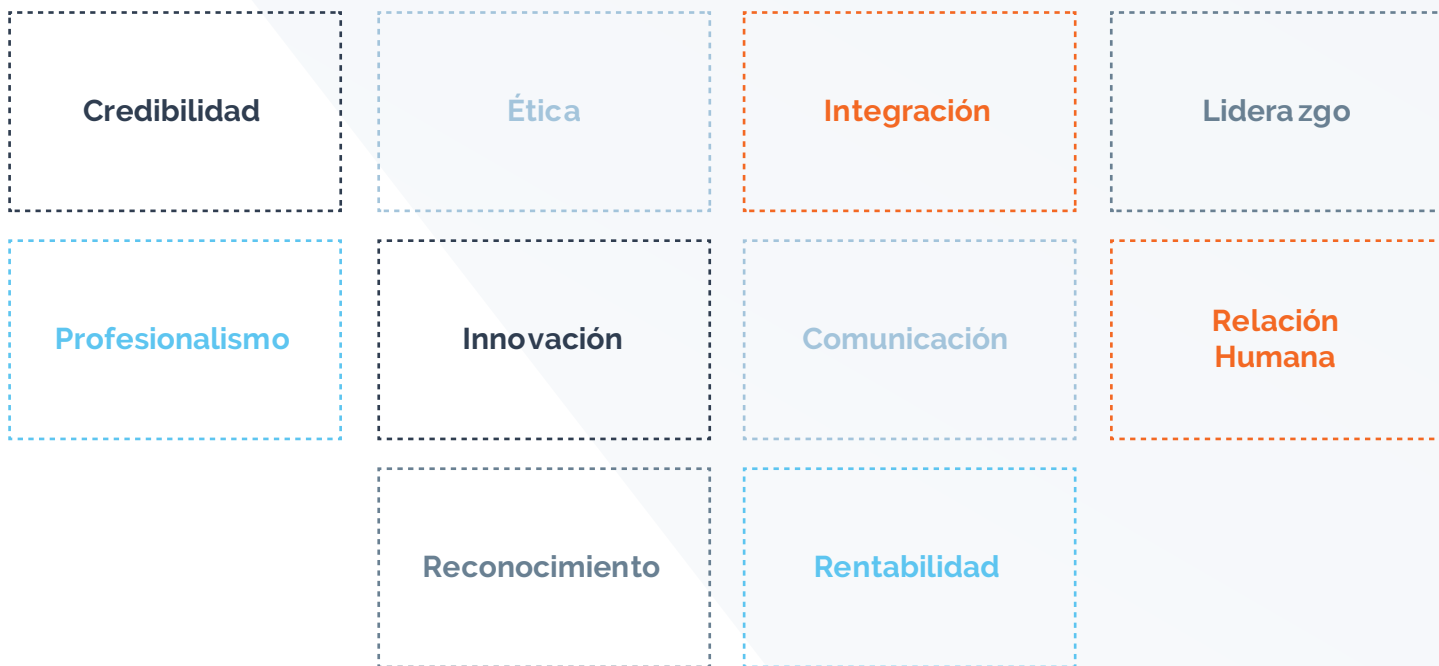 Credibilidad
Ética
Integración
Liderazgo
Profesionalismo
Innovación
Comunicación
Relación
Humana
Reconocimiento
Rentabilidad